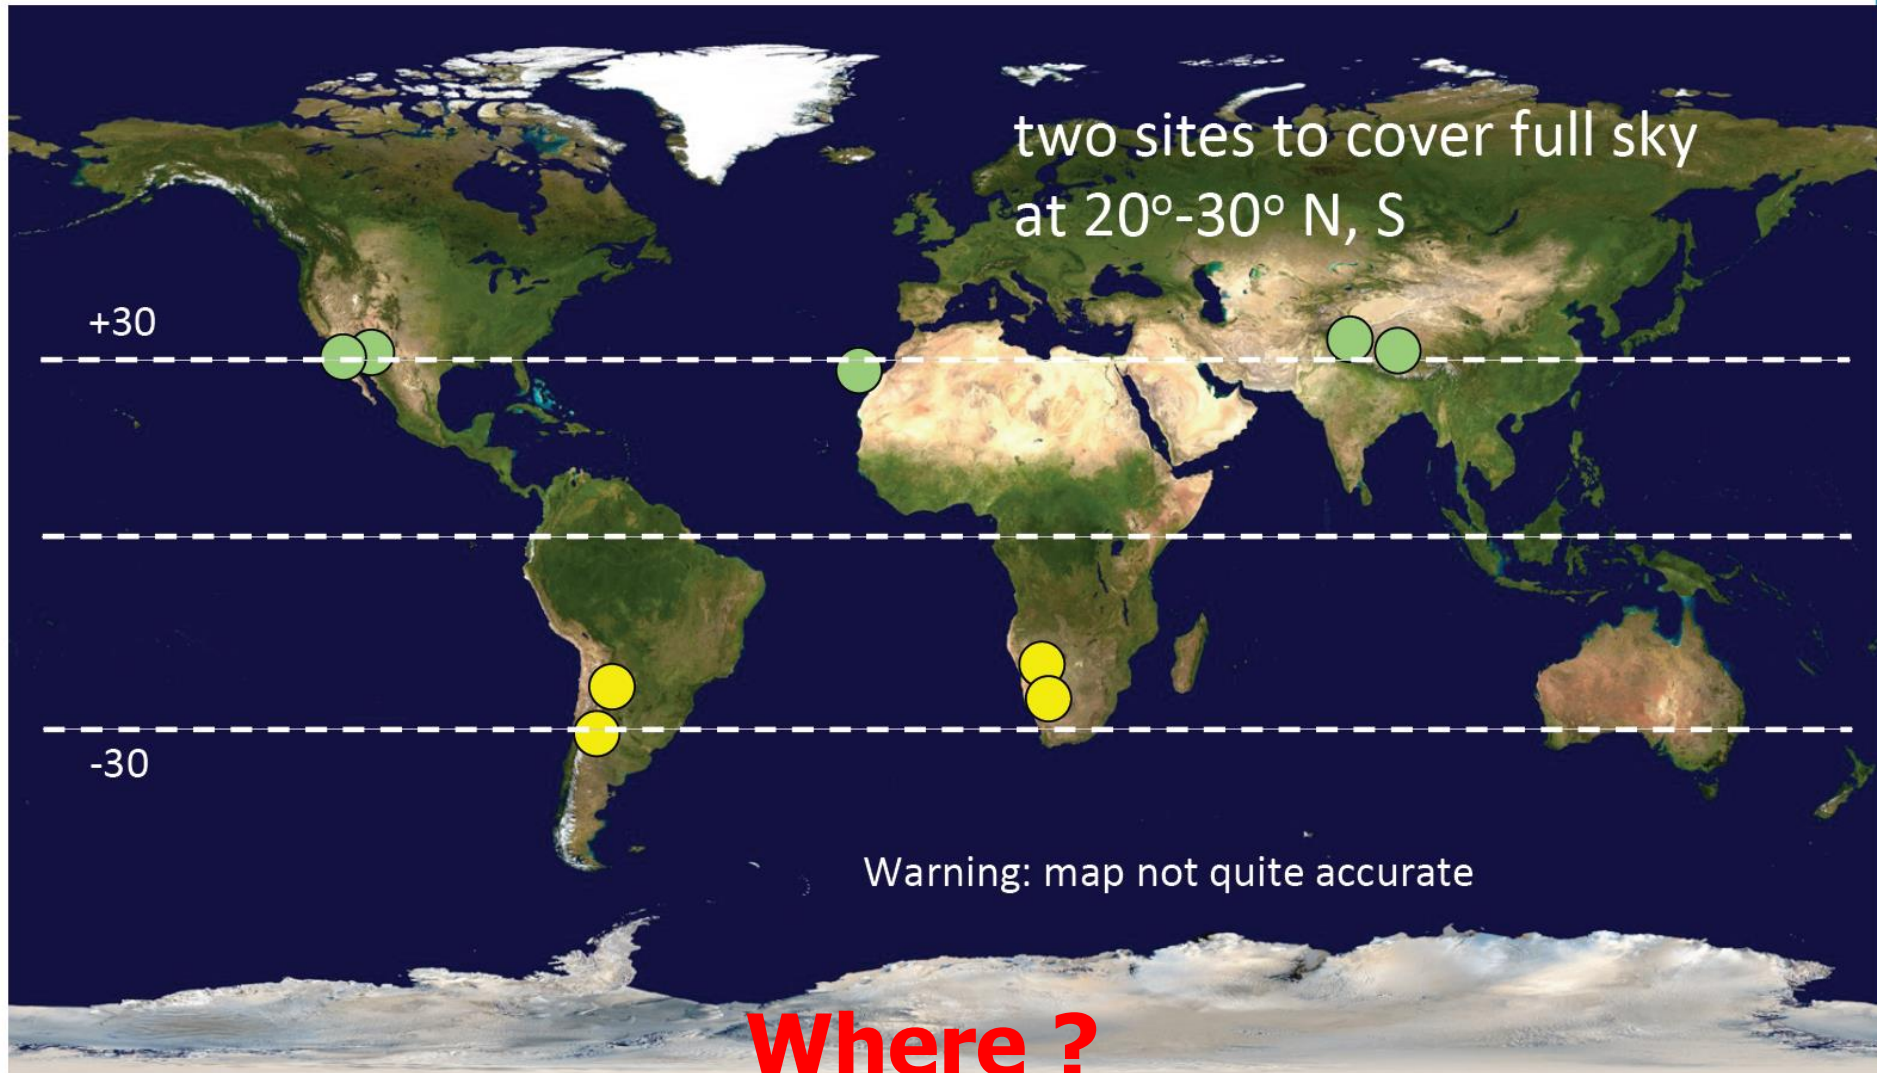 two sites to cover full sky
at 20°-30° N, S
+30
-30
Warning: map not quite accurate
Where ?